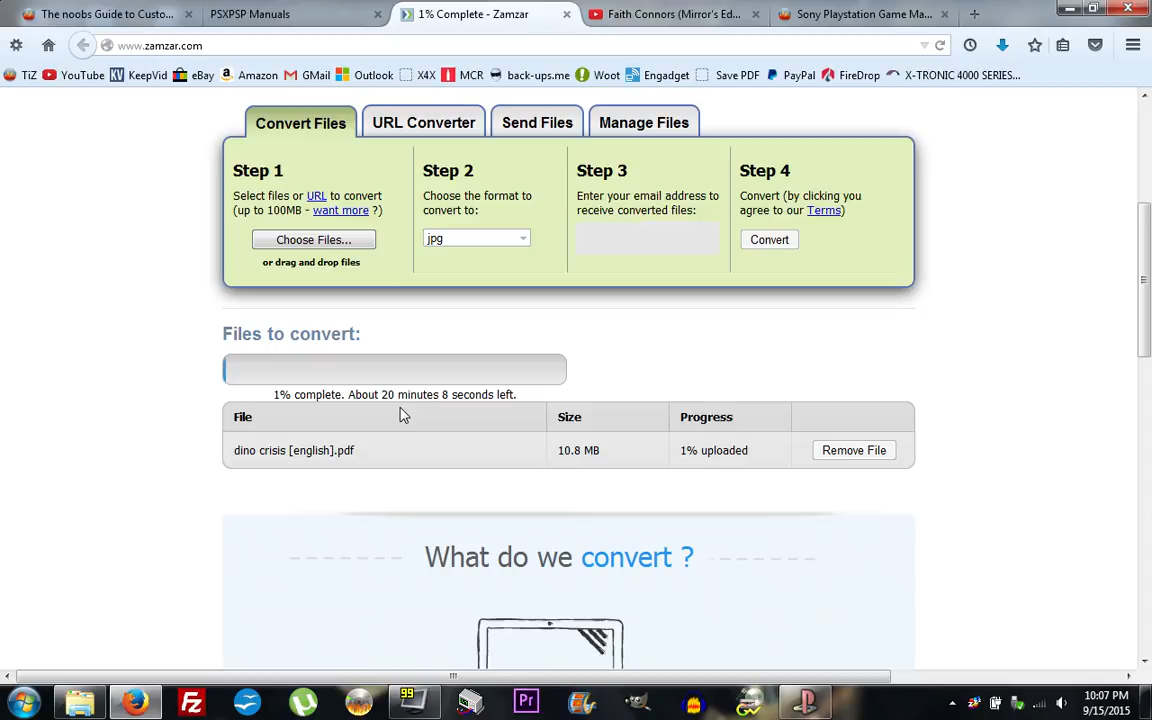 The noobs Guide to Custo...
PSXPSP Manuals
1% Complete - Zamzar
Faith Connors (Mirror's Ed...
Sony Playstation Game Ma...
www.zamzar.com
TiZ
YouTube
KeepVid
eBay
Amazon
GMail
Outlook
X4X
MCR
back-ups.me
Woot
Engadget
Save PDF
PayPal
FireDrop
X-TRONIC 4000 SERIES...
Convert Files
URL Converter
Send Files
Manage Files
Step 1
Select files or URL to convert
(up to 100MB - want more ?)
Choose Files...
or drag and drop files
Step 2
Choose the format to
convert to:
jpg
Step 3
Enter your email address to
receive converted files:
Step 4
Convert (by clicking you
agree to our Terms)
Convert
Files to convert:
1% complete. About 20 minutes 8 seconds left.
File Size Progress
dino crisis [english].pdf 10.8 MB 1% uploaded Remove File
What do we convert ?
99
Pr
10:07 PM
9/15/2015